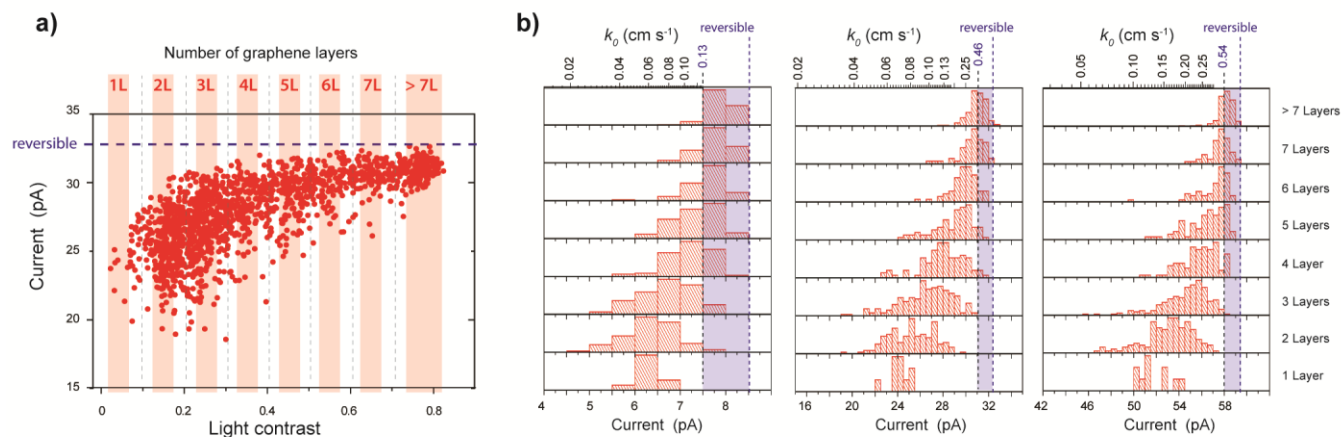 a)
Number of graphene layers
1L 2L 3L 4L 5L 6L 7L > 7L
35
reversible
30
25
20
15
Current (pA)
0 0.2 0.4 0.6 0.8
Light contrast
b)
k0 (cm s-1)
reversible
0.02 0.04 0.06 0.08 0.10 0.13
4 5 6 7 8
Current (pA)
k0 (cm s-1)
reversible
0.02 0.04 0.06 0.08 0.10 0.13 0.25 0.46
16 20 24 28 32
Current (pA)
k0 (cm s-1)
reversible
0.05 0.10 0.15 0.25 0.54
42 46 50 54 58
Current (pA)
> 7 Layers
7 Layers
6 Layers
5 Layers
4 Layer
3 Layers
2 Layers
1 Layer